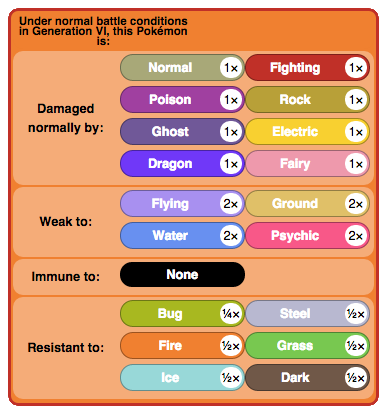 Under normal battle conditions
in Generation VI, this Pokémon
is:
Damaged
normally by:
Normal 1× Fighting 1×
Poison 1× Rock 1×
Ghost 1× Electric 1×
Dragon 1× Fairy 1×
Weak to:
Flying 2× Ground 2×
Water 2× Psychic 2×
Immune to:
None
Resistant to:
Bug ¼× Steel ½×
Fire ½× Grass ½×
Ice ½× Dark ½×